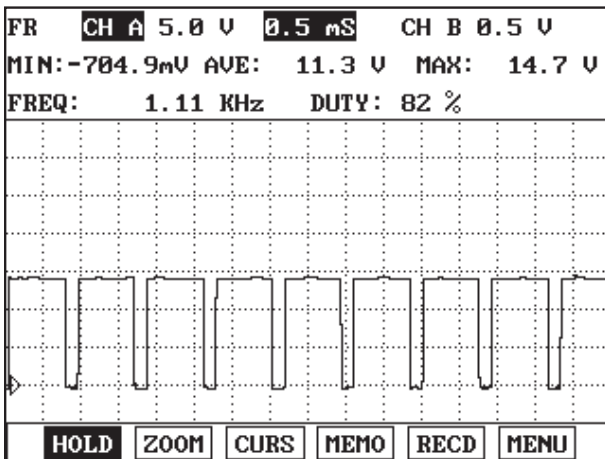 FR CH A 5.0 V 0.5 mS CH B 0.5 V
MIN:-704.9mV AVE: 11.3 V MAX: 14.7 V
FREQ: 1.11 KHz DUTY: 82 %
HOLD ZOOM CURS MEMO RECD MENU